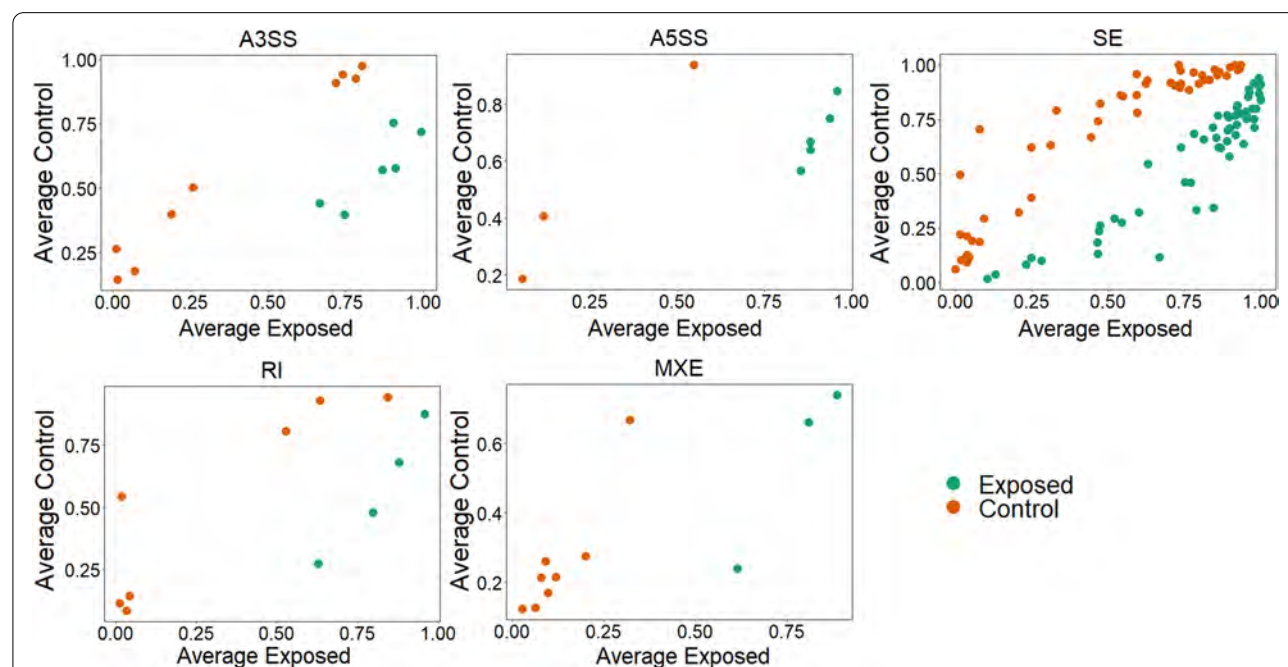 A3SS
Average Control
1.00
0.75
0.50
0.25
0.00 0.25 0.50 0.75 1.00
Average Exposed
A5SS
Average Control
0.8
0.6
0.4
0.2
0.25 0.50 0.75 1.00
Average Exposed
SE
Average Control
1.00
0.75
0.50
0.25
0.00
0.00 0.25 0.50 0.75 1.00
Average Exposed
RI
Average Control
0.75
0.50
0.25
0.00 0.25 0.50 0.75 1.00
Average Exposed
MXE
Average Control
0.6
0.4
0.2
0.00 0.25 0.50 0.75
Average Exposed
Exposed
Control